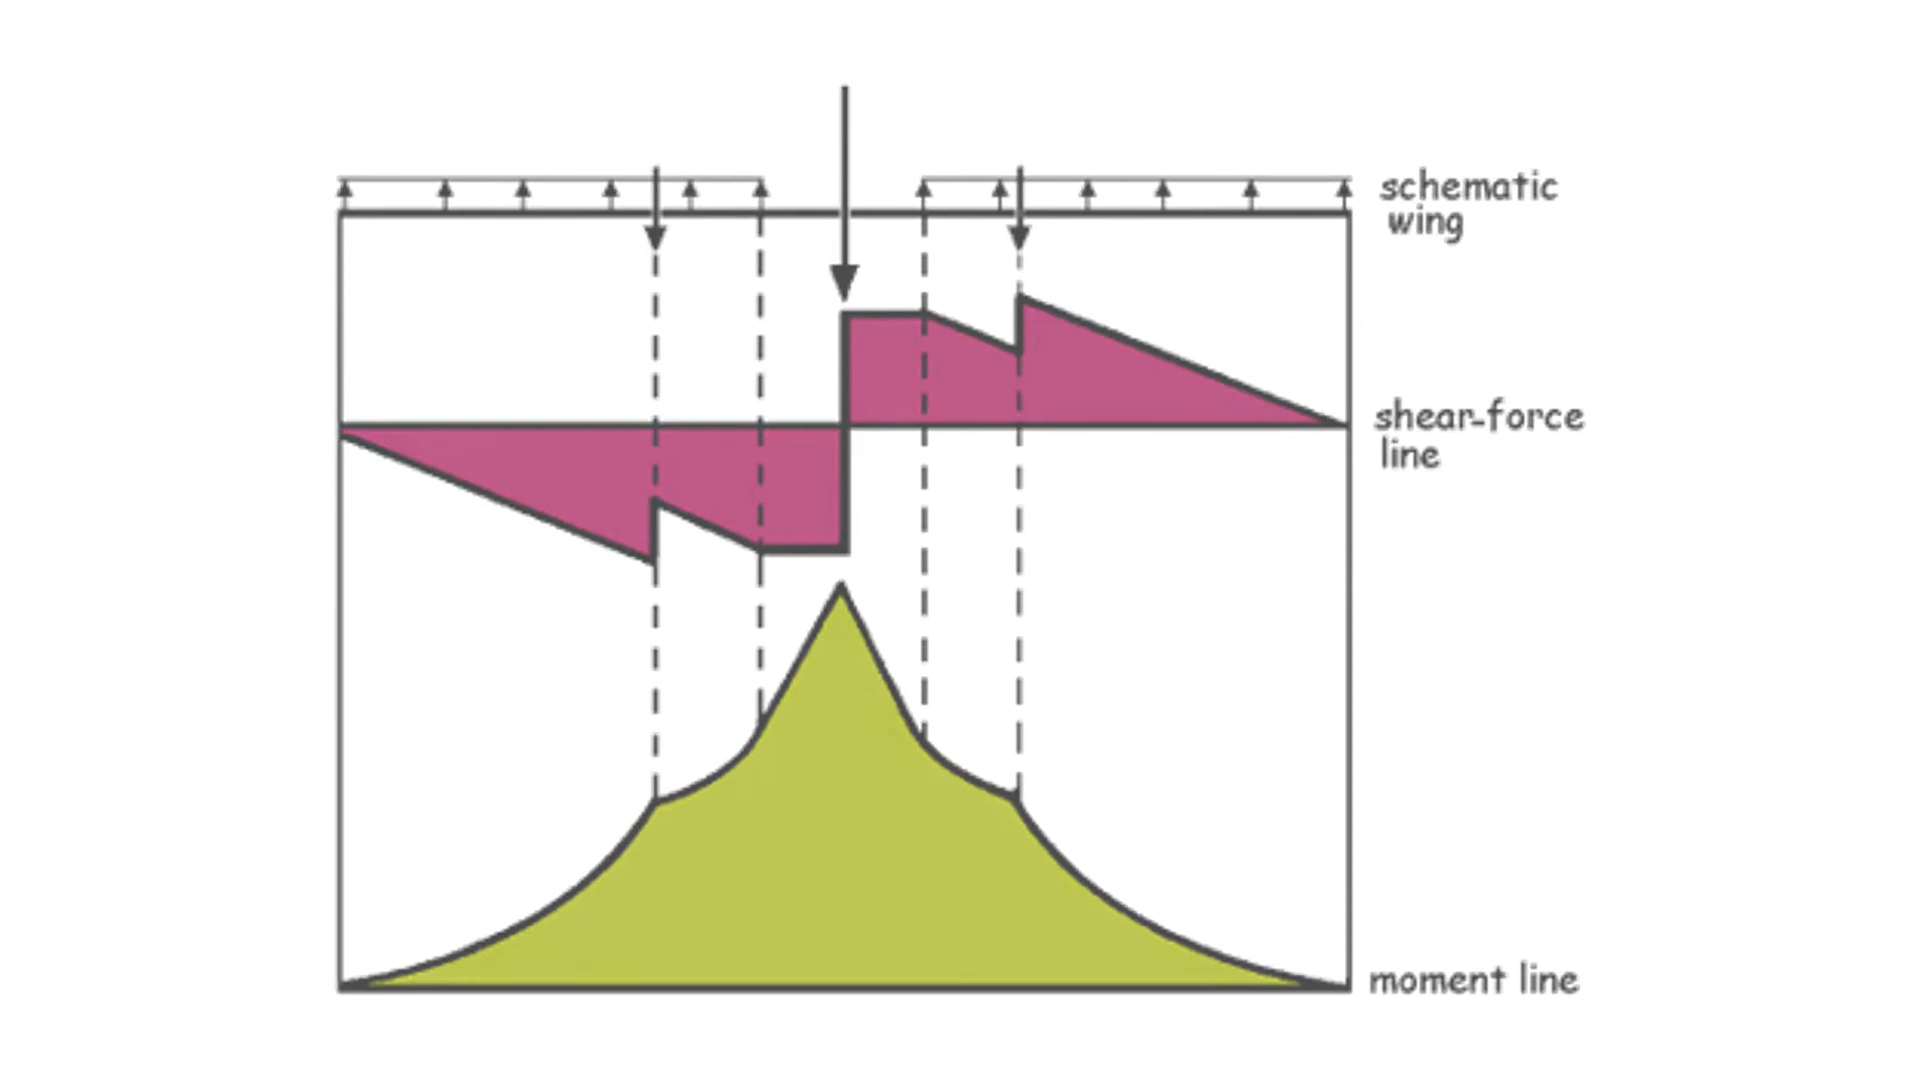 schematic
wing
shear-force
line
moment line